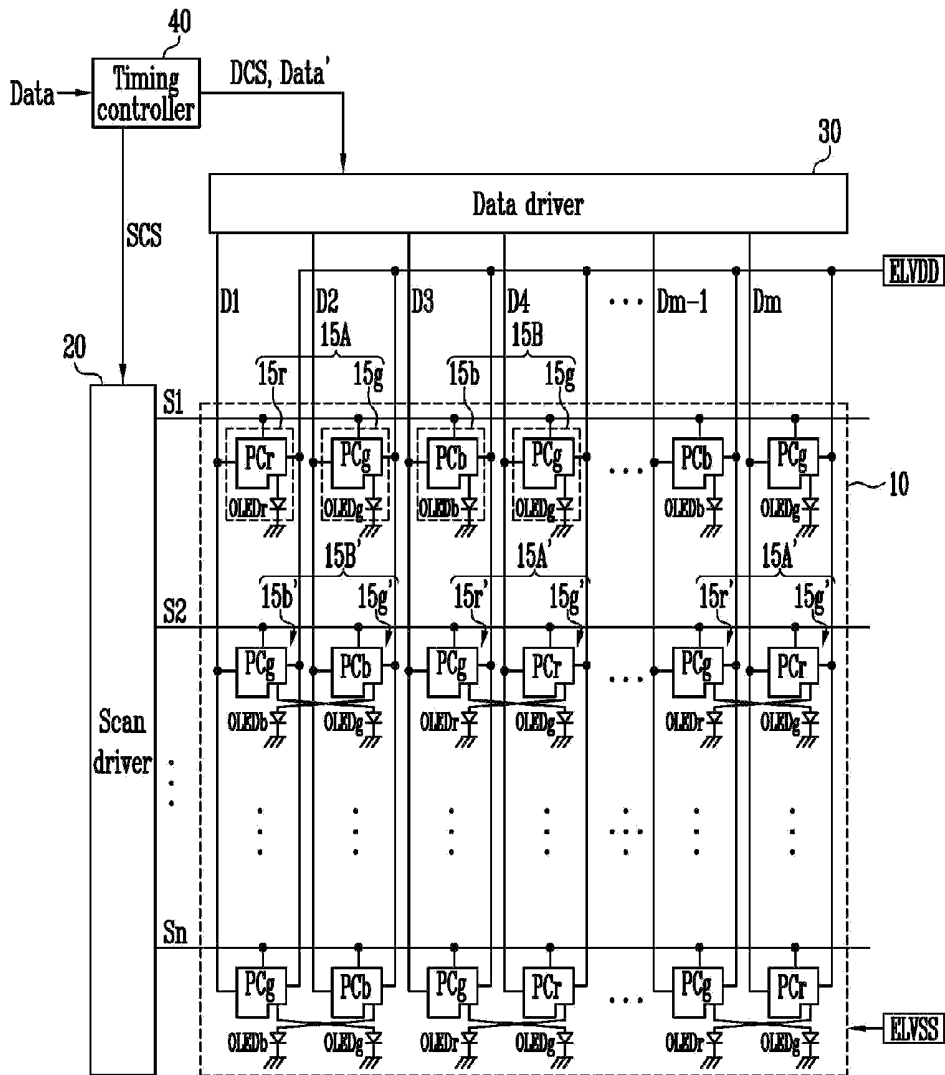 40
Timing controller
Data
DCS, Data'
SCS
30
Data driver
ELVDD
D1 D2 D3 D4 ... Dm-1 Dm
20
15A 15B
15r 15g 15b 15g
S1
PCr PCg PCb PCg ... PCb PCg
10
OLEDr OLEDg OLEDb OLEDg OLEDb OLEDg
15B' 15A' 15A'
15b' 15g' 15r' 15g' 15r' 15g'
S2
PCg PCb PCg PCr ... PCg PCr
OLEDb OLEDg OLEDr OLEDg OLEDr OLEDg
Scan driver
Sn
PCg PCb PCg PCr ... PCg PCr
OLEDb OLEDg OLEDr OLEDg OLEDr OLEDg
ELVSS